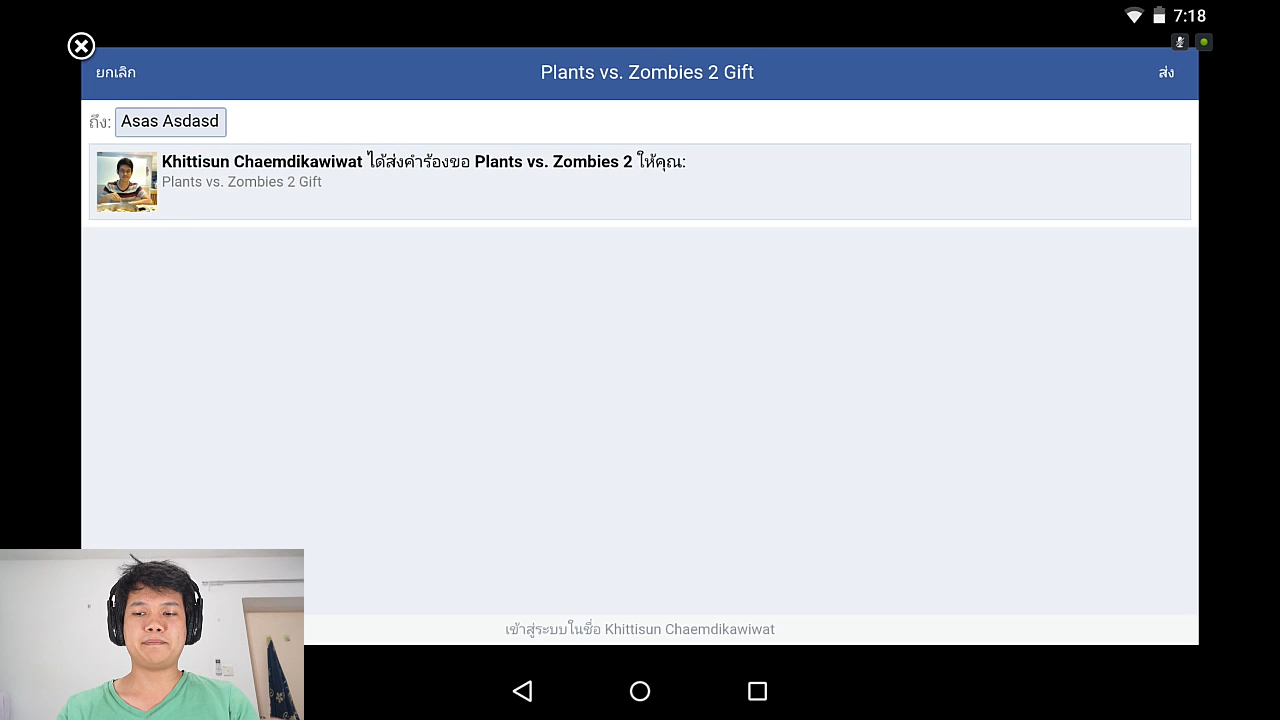 7:18
ยกเลิก
Plants vs. Zombies 2 Gift
ส่ง
ถึง: Asas Asdasd
Khittisun Chaemdikawiwat ได้ส่งคำร้องขอ Plants vs. Zombies 2 ให้คุณ:
Plants vs. Zombies 2 Gift
เข้าสู่ระบบในชื่อ Khittisun Chaemdikawiwat